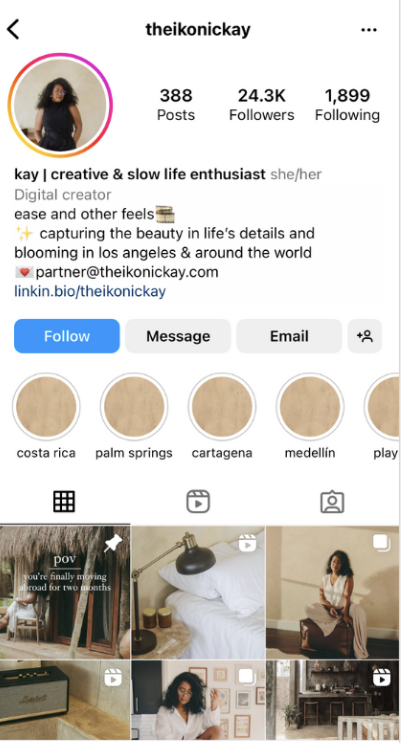 theikonickay
388 24.3K 1,899
Posts Followers Following
kay | creative & slow life enthusiast she/her
Digital creator
ease and other feels
capturing the beauty in life's details and
blooming in los angeles & around the world
partner@theikonickay.com
linkin.bio/theikonickay
Follow Message Email
costa rica palm springs cartagena medellín play
pov
you're finally moving
abroad for two months
Marshall